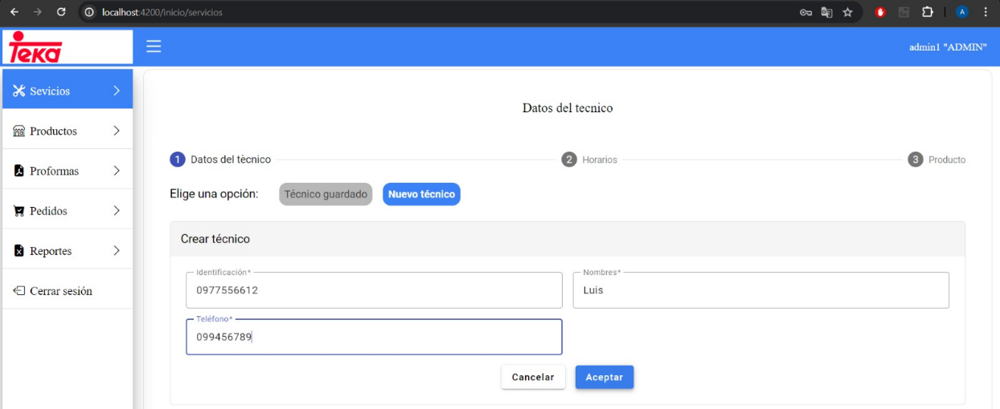 localhost:4200/inicio/servicios
A
Teka
admin1 "ADMIN"
Sevicios
Productos
Proformas
Pedidos
Reportes
Cerrar sesión
Datos del tecnico
1 Datos del tècnico
2 Horarios
3 Producto
Elige una opción: Técnico guardado Nuevo técnico
Crear técnico
Identificación*
0977556612
Nombres*
Luis
Teléfono*
099456789
Cancelar Aceptar